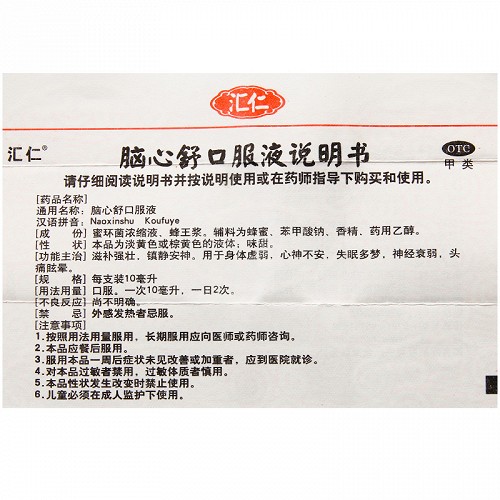 汇仁
汇仁®
脑心舒口服液说明书
OTC
甲类
请仔细阅读说明书并按说明使用或在药师指导下购买和使用。
[药品名称]
通用名称：脑心舒口服液
汉语拼音：Naoxinshu Koufuye
[成 份] 蜜环菌浓缩液、蜂王浆。辅料为蜂蜜、苯甲酸钠、香精、药用乙醇。
[性 状] 本品为淡黄色或棕黄色的液体；味甜。
[功能主治] 滋补强壮，镇静安神。用于身体虚弱，心神不安，失眠多梦，神经衰弱，头
痛眩晕。
[规 格] 每支装10毫升
[用法用量] 口服。一次10毫升，一日2次。
[不良反应] 尚不明确。
[禁 忌] 外感发热者忌服。
[注意事项]
1.按照用法用量服用，长期服用应向医师或药师咨询。
2.本品应餐后服用。
3.服用本品一周后症状未见改善或加重者，应到医院就诊。
4.对本品过敏者禁用，过敏体质者慎用。
5.本品性状发生改变时禁止使用。
6.儿童必须在成人监护下使用。